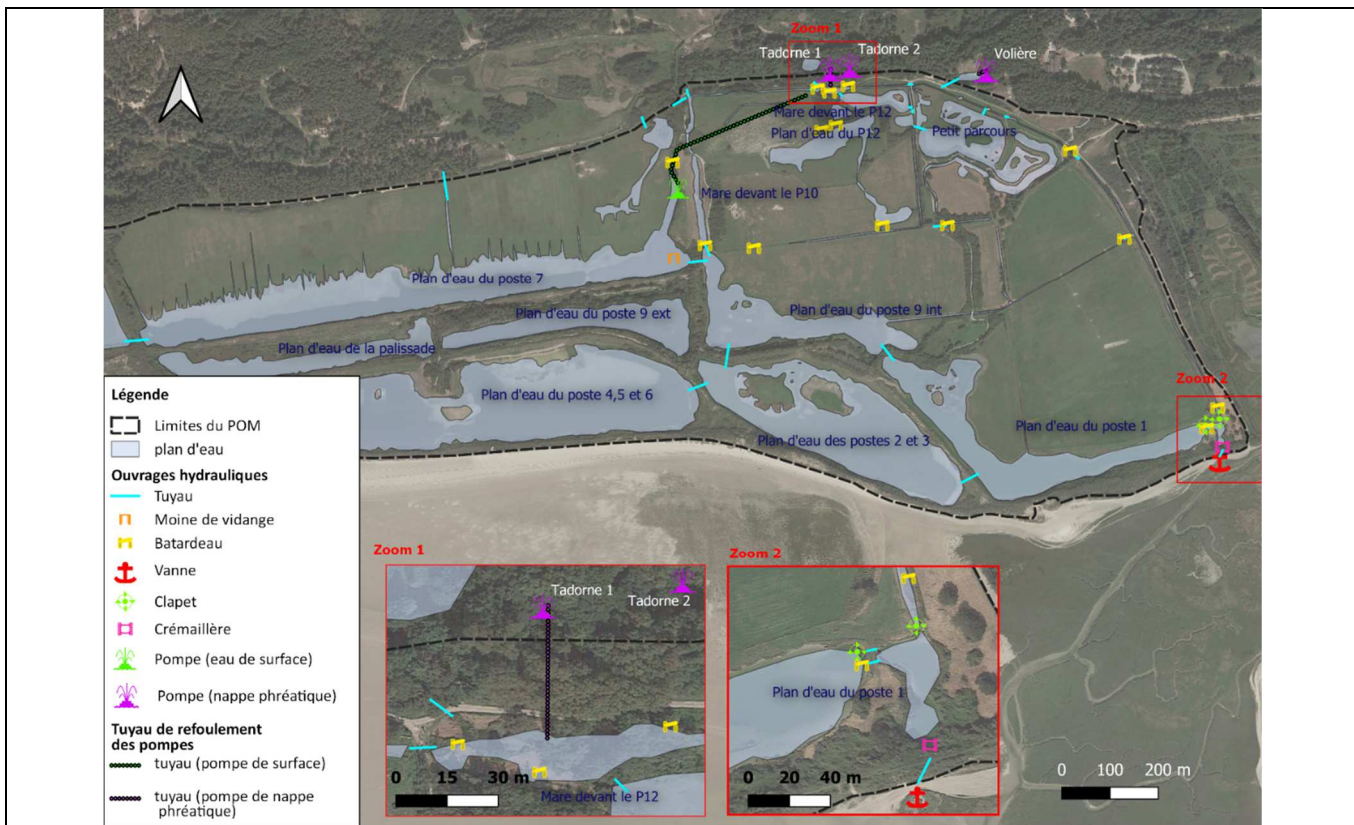 Zoom 1
Tadorne 1
Tadorne 2
Volière
Mare devant le P12
Plan d'eau du P12
Petit parcours
Mare devant le P10
Plan d'eau du poste 7
Plan d'eau du poste 9 ext
Plan d'eau du poste 9 int
Plan d'eau de la palissade
Plan d'eau du poste 4,5 et 6
Plan d'eau des postes 2 et 3
Plan d'eau du poste 1
Zoom 2
Légende
Limites du POM
plan d'eau
Ouvrages hydrauliques
Tuyau
Moine de vidange
Batardeau
Vanne
Clapet
Crémaillère
Pompe (eau de surface)
Pompe (nappe phréatique)
Tuyau de refoulement
des pompes
tuyau (pompe de surface)
tuyau (pompe de nappe
phréatique)
Zoom 1
Tadorne 1
Tadorne 2
Mare devant le P12
0 15 30 m
Zoom 2
Plan d'eau du poste 1
0 20 40 m
0 100 200 m